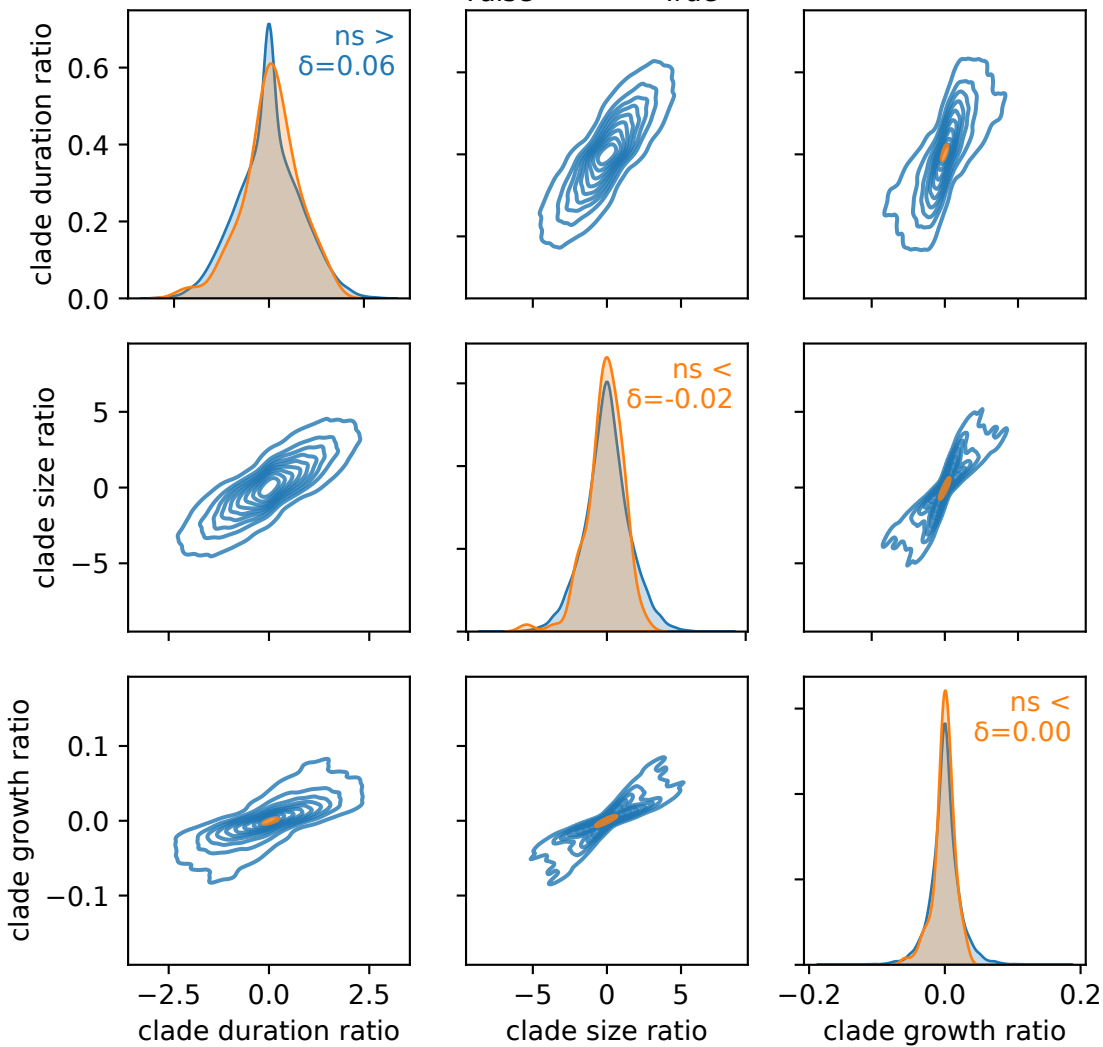 clade duration ratio
0.6
0.4
0.2
0.0
ns >
δ=0.06
clade size ratio
5
0
−5
ns <
δ=-0.02
clade growth ratio
0.1
0.0
−0.1
ns <
δ=0.00
−2.5 0.0 2.5
−5 0 5
−0.2 0.0 0.2
clade duration ratio
clade size ratio
clade growth ratio